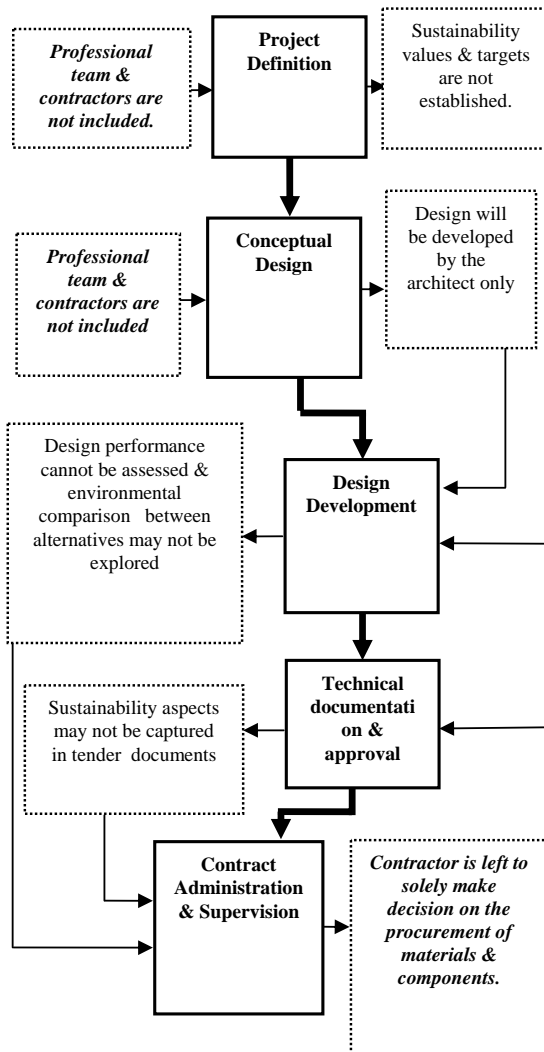 Project
Definition
Professional
team &
contractors are
not included.
Sustainability
values & targets
are not
established.
Conceptual
Design
Professional
team &
contractors are
not included
Design will
be developed
by the
architect only
Design performance
cannot be assessed &
environmental
comparison between
alternatives may not be
explored
Design
Development
Technical
documentati
on &
approval
Sustainability aspects
may not be captured
in tender documents
Contract
Administration
& Supervision
Contractor is left to
solely make
decision on the
procurement of
materials &
components.